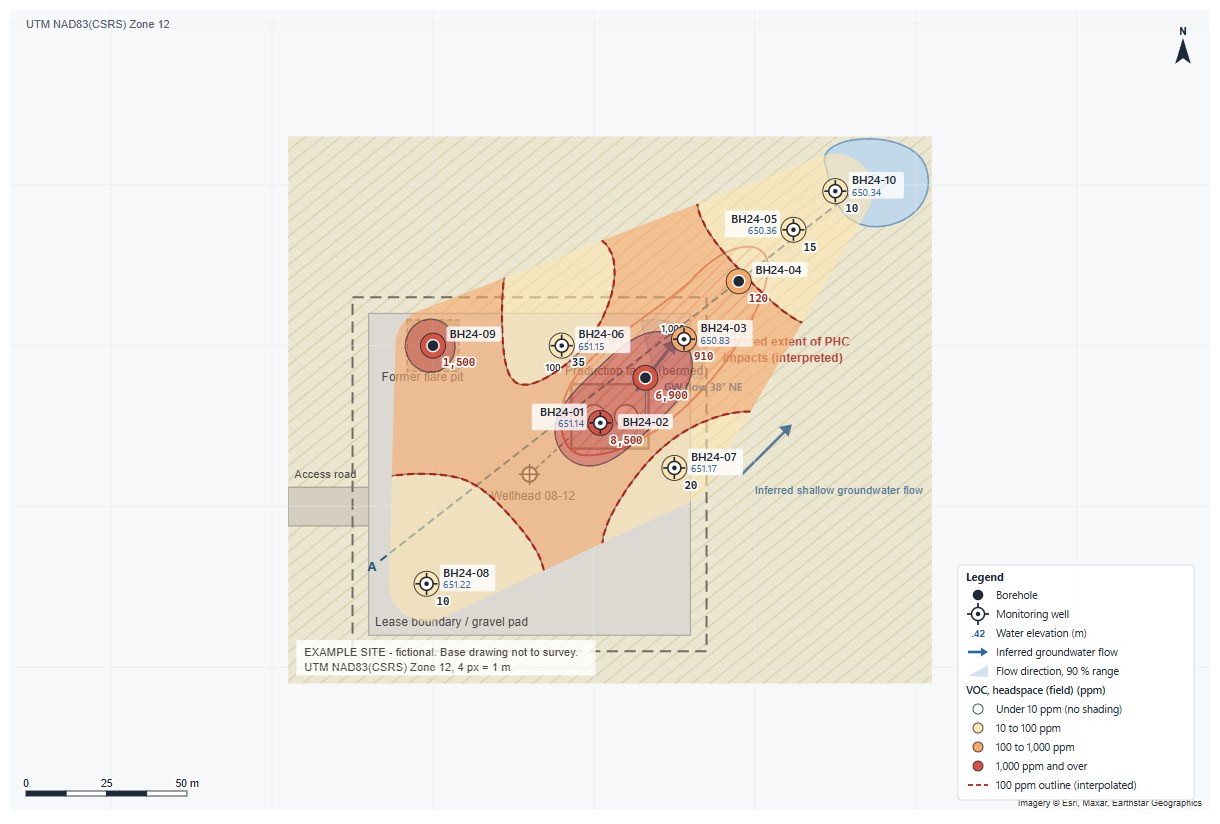 UTM NAD83(CSRS) Zone 12
N
BH24-10
650.34
10
BH24-05
650.36
15
BH24-04
120
BH24-09
1,500
Former flare pit
BH24-06
651.15
100
35
1,000
BH24-03
650.83
910
extent of PHC
impacts (interpreted)
Production (bermed)
6,900
GW flow 38° NE
BH24-01
651.14
BH24-02
8,500
BH24-07
651.17
20
Access road
Wellhead 08-12
Inferred shallow groundwater flow
A
BH24-08
651.22
10
Lease boundary / gravel pad
EXAMPLE SITE - fictional. Base drawing not to survey.
UTM NAD83(CSRS) Zone 12, 4 px = 1 m
Legend
Borehole
Monitoring well
.42 Water elevation (m)
Inferred groundwater flow
Flow direction, 90 % range
VOC, headspace (field) (ppm)
Under 10 ppm (no shading)
10 to 100 ppm
100 to 1,000 ppm
1,000 ppm and over
100 ppm outline (interpolated)
0 25 50 m
Imagery © Esri, Maxar, Earthstar Geographics